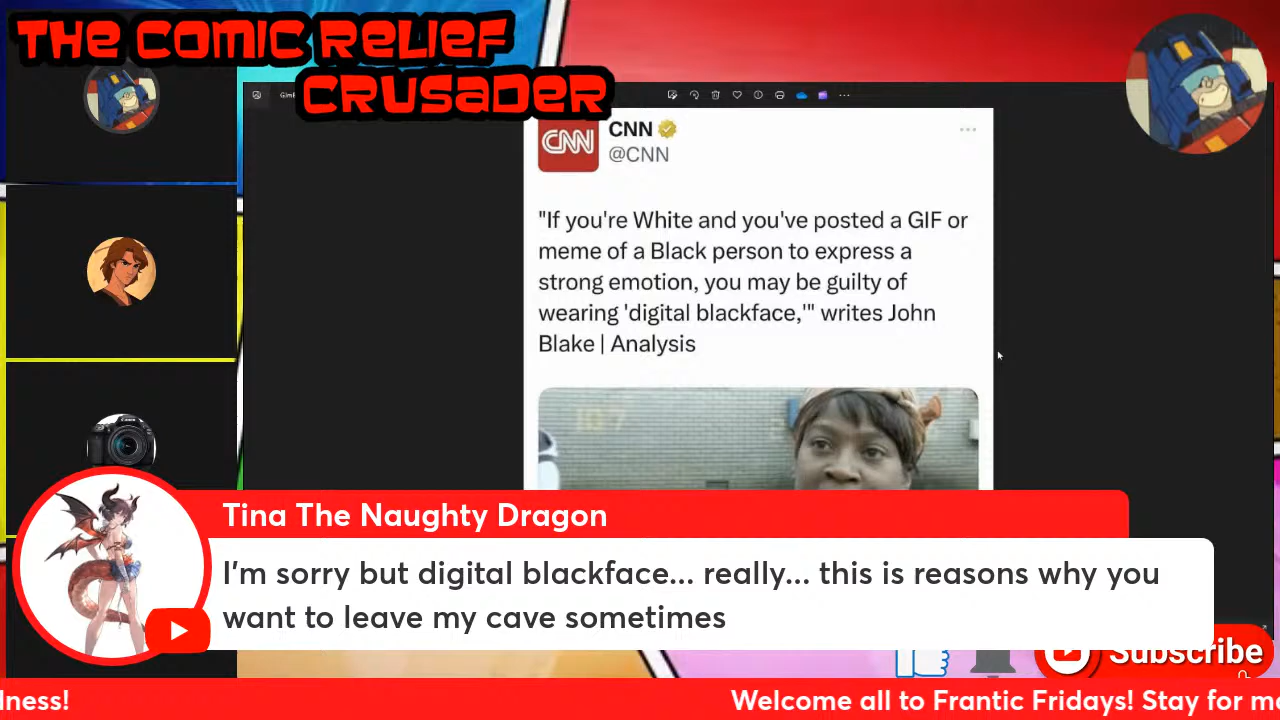 THE COMIC RELIEF
CRUSADER
CNN
CNN
@CNN
"If you're White and you've posted a GIF or
meme of a Black person to express a
strong emotion, you may be guilty of
wearing 'digital blackface,'" writes John
Blake | Analysis
Tina The Naughty Dragon
I'm sorry but digital blackface... really... this is reasons why you
want to leave my cave sometimes
Subscribe
Welcome all to Frantic Fridays! Stay for